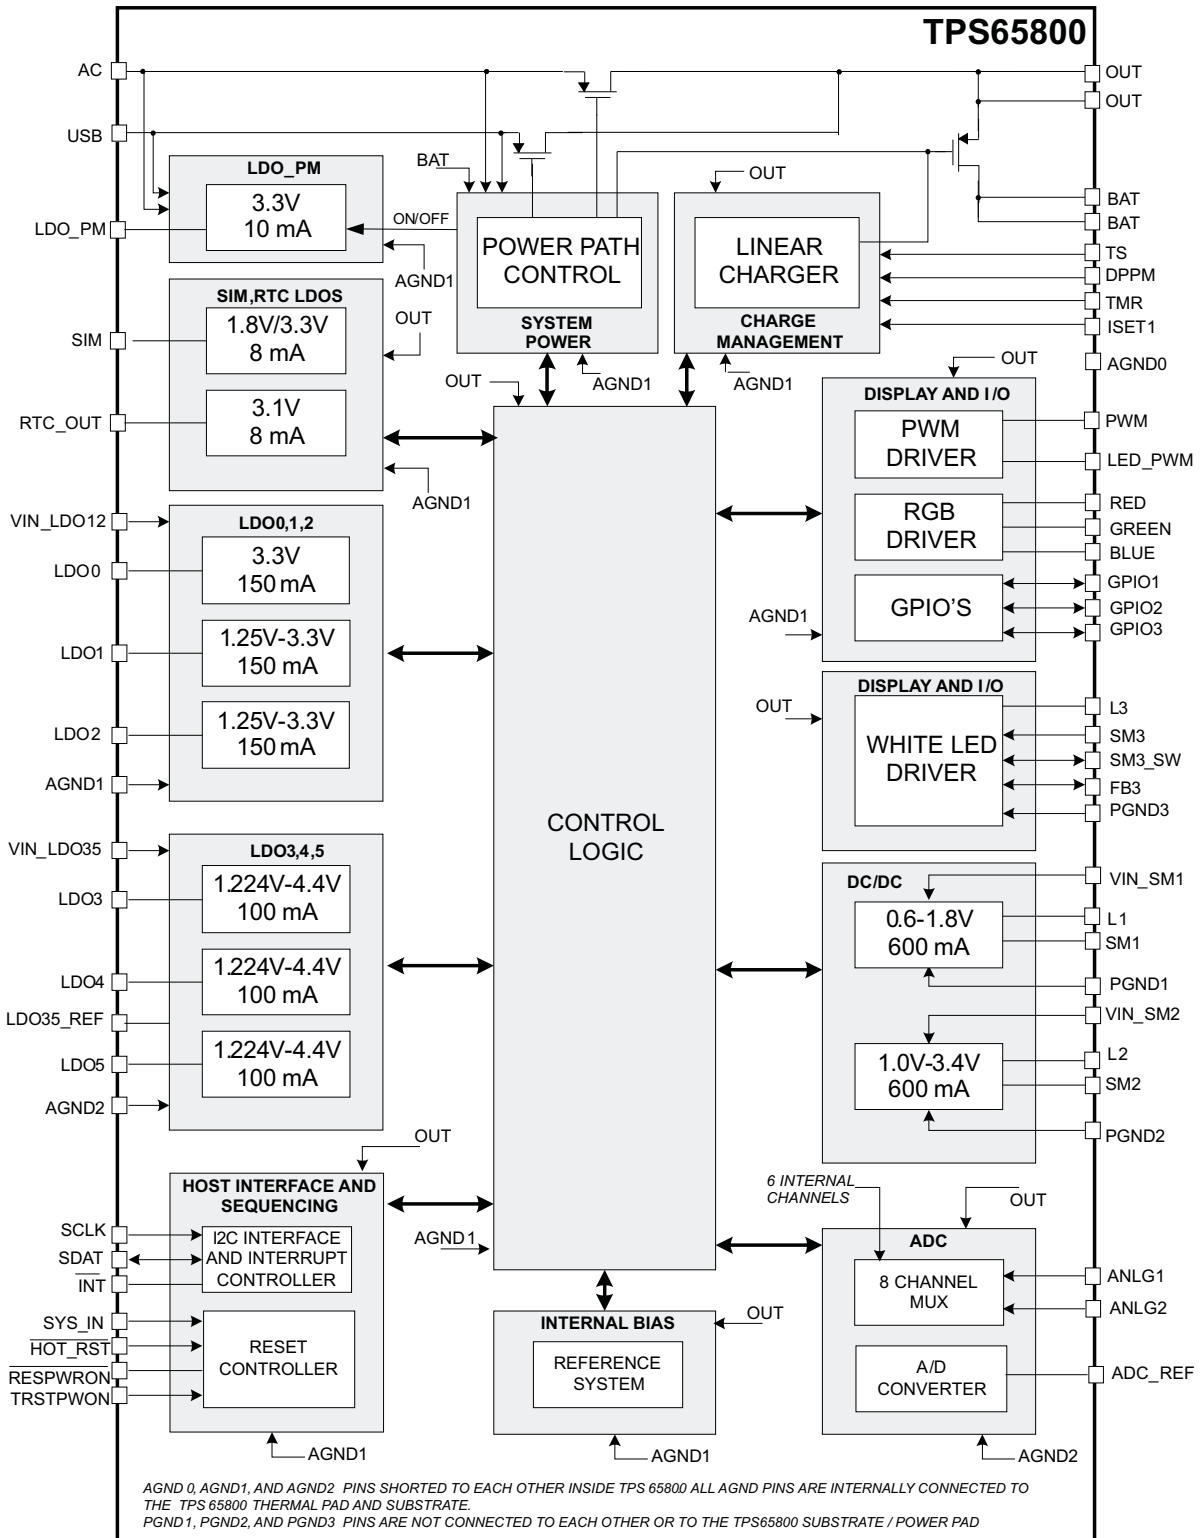 TPS65800
AC
USB
LDO_PM
SIM
RTC_OUT
VIN_LDO12
LDO0
LDO1
LDO2
AGND1
VIN_LDO35
LDO3
LDO4
LDO35_REF
LDO5
AGND2
SCLK
SDAT
INT
SYS_IN
HOT_RST
RESPWRON
TRSTPWON
LDO_PM
3.3V
10 mA
ON/OFF
AGND1
SIM,RTC LDOS
1.8V/3.3V
8 mA
OUT
3.1V
8 mA
AGND1
LDO0,1,2
3.3V
150 mA
1.25V-3.3V
150 mA
1.25V-3.3V
150 mA
LDO3,4,5
1.224V-4.4V
100 mA
1.224V-4.4V
100 mA
1.224V-4.4V
100 mA
OUT
HOST INTERFACE AND
SEQUENCING
I2C INTERFACE
AND INTERRUPT
CONTROLLER
RESET
CONTROLLER
AGND1
BAT
POWER PATH
CONTROL
SYSTEM
POWER
AGND1
OUT
LINEAR
CHARGER
CHARGE
MANAGEMENT
AGND1
OUT
CONTROL
LOGIC
AGND1
INTERNAL BIAS
OUT
REFERENCE
SYSTEM
AGND1
OUT
DISPLAY AND I/O
PWM
DRIVER
RGB
DRIVER
GPIO'S
AGND1
DISPLAY AND I/O
OUT
WHITE LED
DRIVER
DC/DC
0.6-1.8V
600 mA
1.0V-3.4V
600 mA
6 INTERNAL
CHANNELS
OUT
ADC
8 CHANNEL
MUX
A/D
CONVERTER
AGND2
OUT
OUT
BAT
BAT
TS
DPPM
TMR
ISET1
AGND0
PWM
LED_PWM
RED
GREEN
BLUE
GPIO1
GPIO2
GPIO3
L3
SM3
SM3_SW
FB3
PGND3
VIN_SM1
L1
SM1
PGND1
VIN_SM2
L2
SM2
PGND2
ANLG1
ANLG2
ADC_REF
AGND 0, AGND1, AND AGND2 PINS SHORTED TO EACH OTHER INSIDE TPS 65800 ALL AGND PINS ARE INTERNALLY CONNECTED TO
THE TPS 65800 THERMAL PAD AND SUBSTRATE.
PGND1, PGND2, AND PGND3 PINS ARE NOT CONNECTED TO EACH OTHER OR TO THE TPS65800 SUBSTRATE / POWER PAD